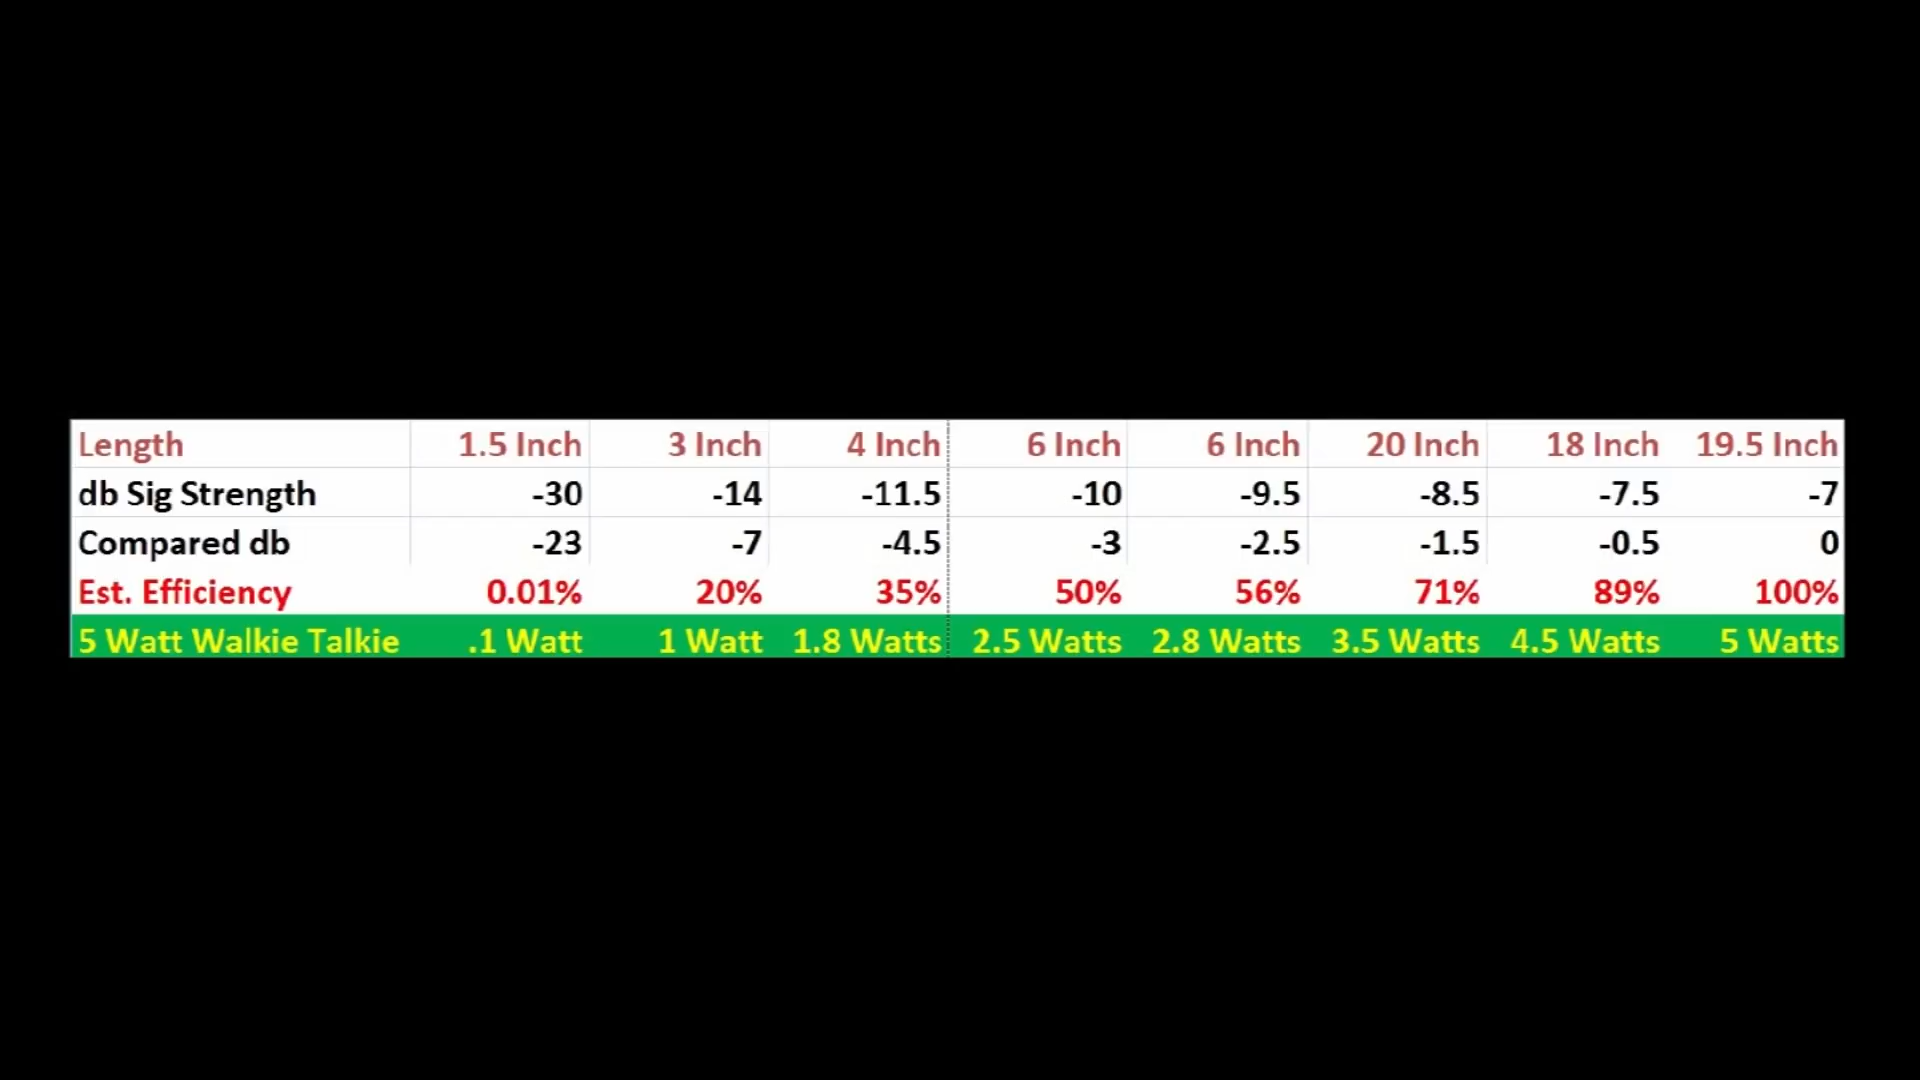 Length 1.5 Inch 3 Inch 4 Inch 6 Inch 6 Inch 20 Inch 18 Inch 19.5 Inch
db Sig Strength -30 -14 -11.5 -10 -9.5 -8.5 -7.5 -7
Compared db -23 -7 -4.5 -3 -2.5 -1.5 -0.5 0
Est. Efficiency 0.01% 20% 35% 50% 56% 71% 89% 100%
5 Watt Walkie Talkie .1 Watt 1 Watt 1.8 Watts 2.5 Watts 2.8 Watts 3.5 Watts 4.5 Watts 5 Watts